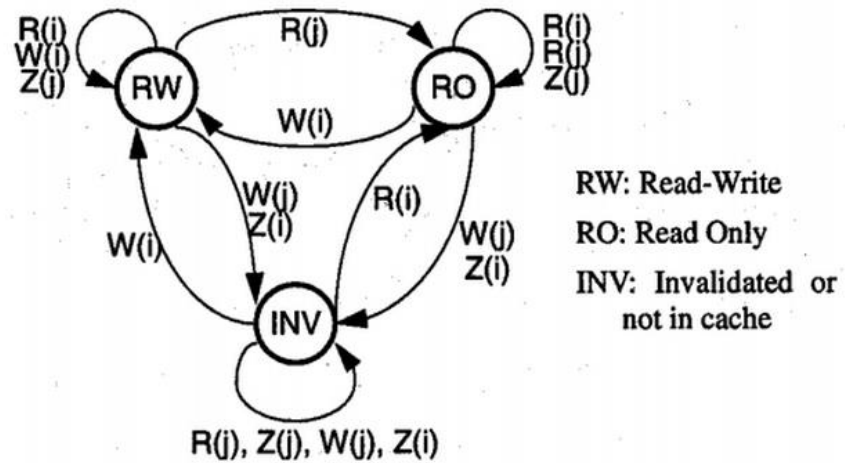 R(i)
W(i)
Z(j)
RW
R(j)
RO
R(i)
R(j)
Z(j)
W(i)
W(j)
Z(i)
R(i)
W(i)
W(j)
Z(i)
INV
R(j), Z(j), W(j), Z(i)
RW: Read-Write
RO: Read Only
INV: Invalidated or
not in cache